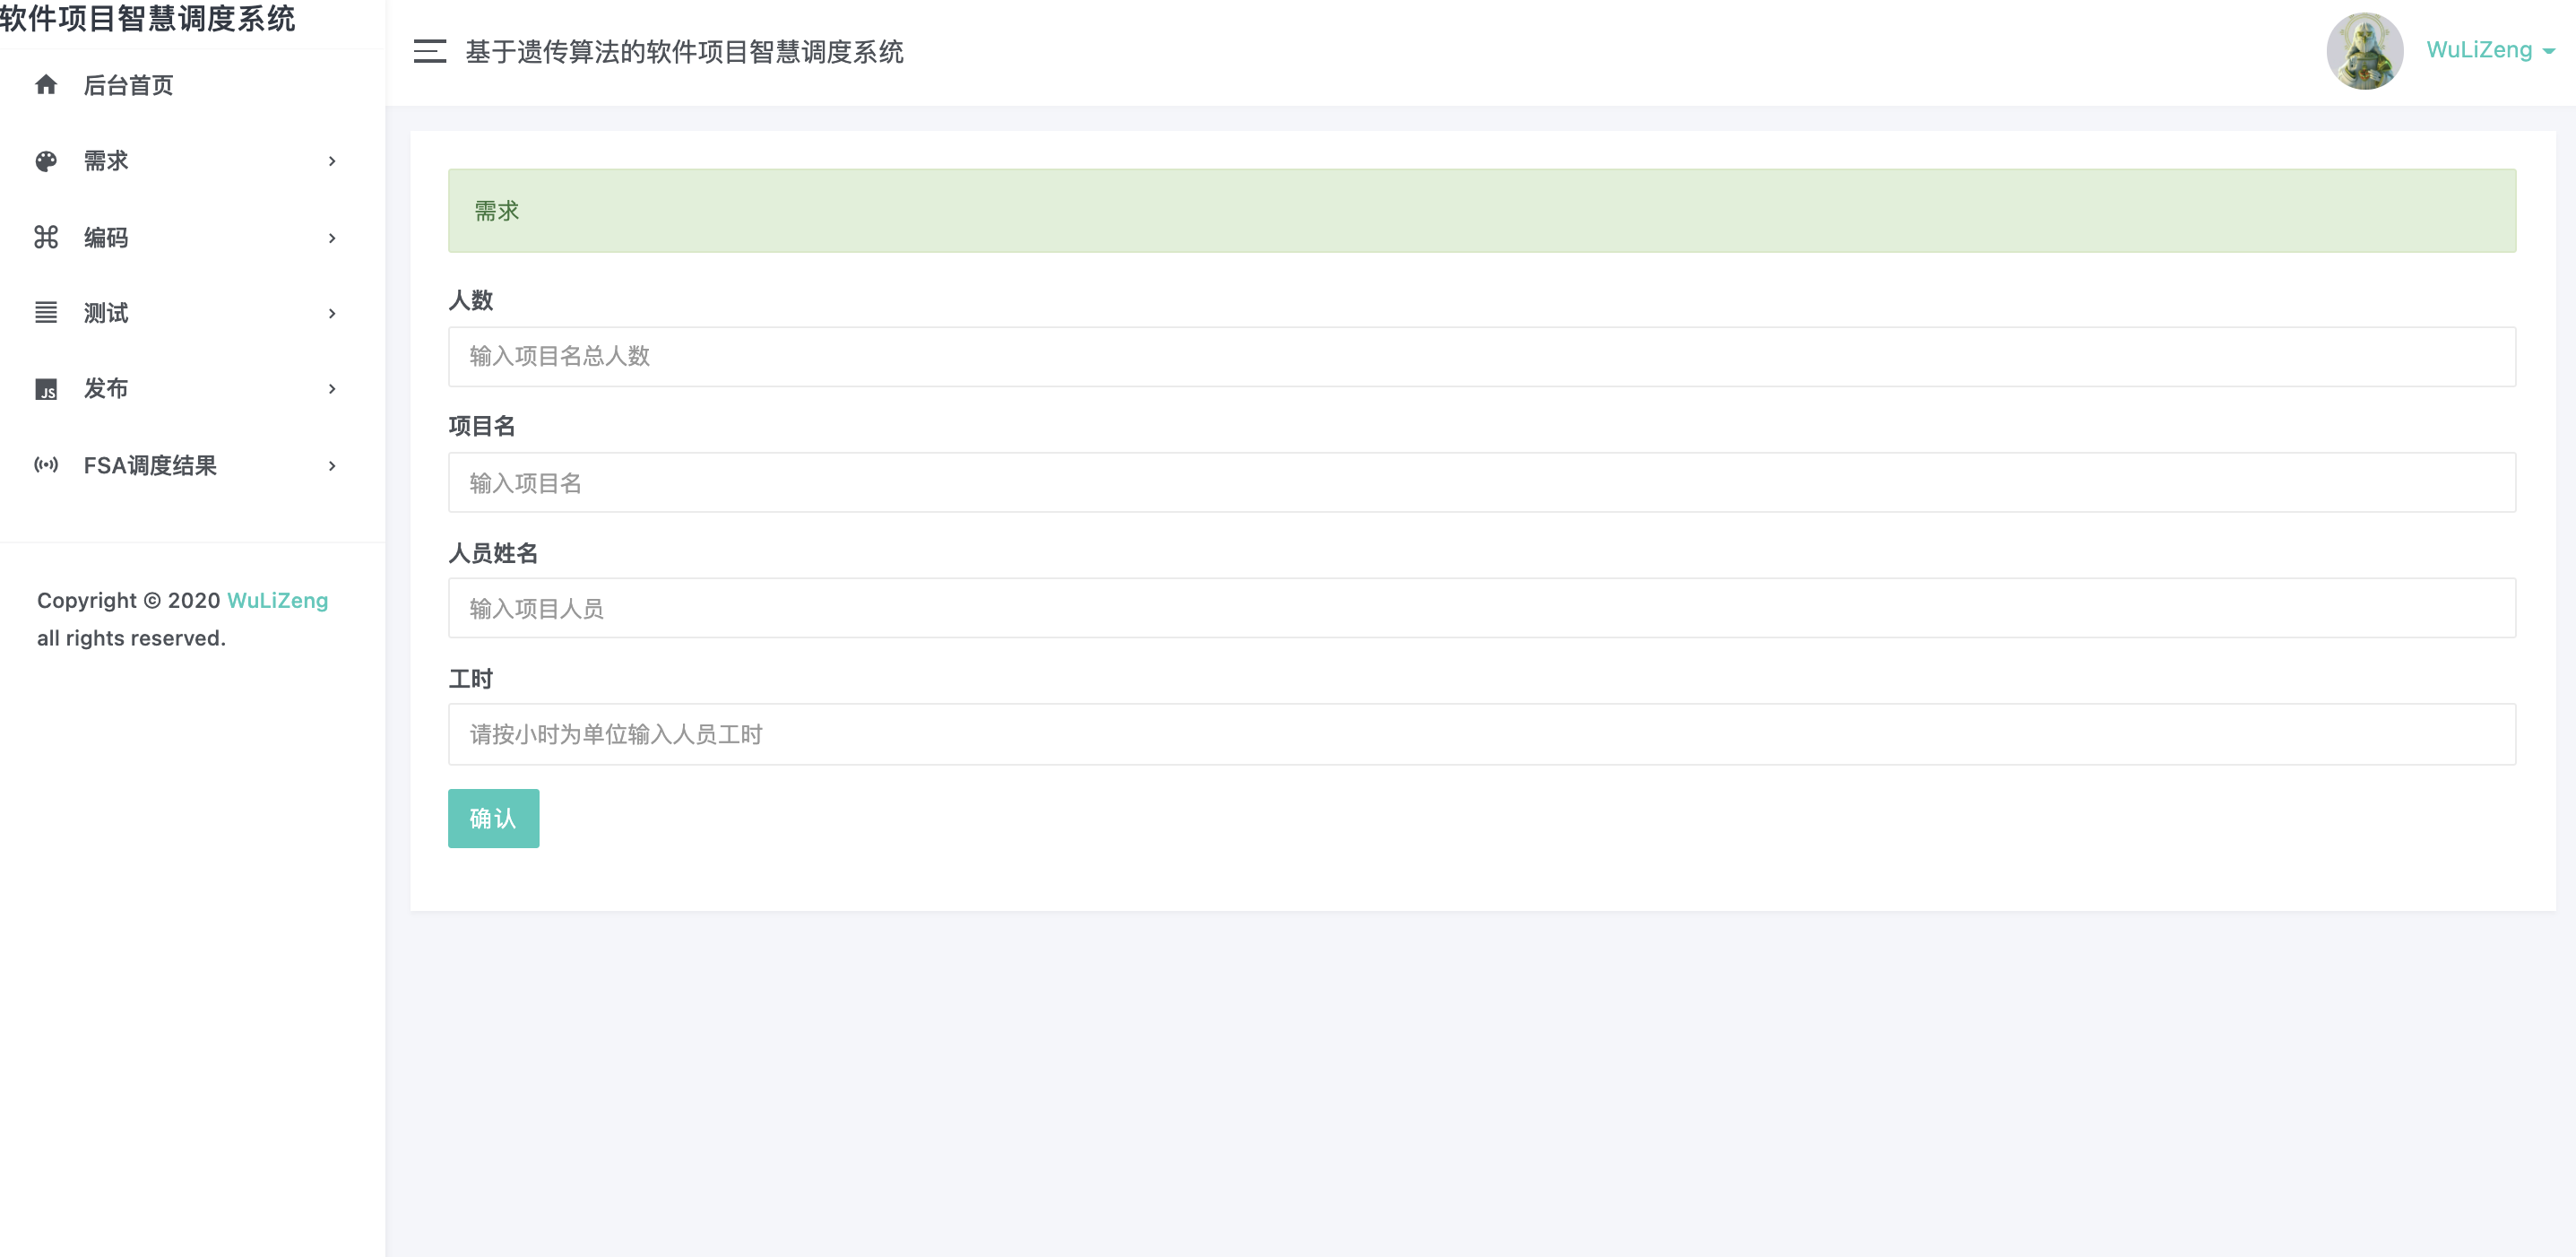 软件项目智慧调度系统
后台首页
需求
编码
测试
发布
FSA调度结果
Copyright © 2020 WuLiZeng
all rights reserved.
基于遗传算法的软件项目智慧调度系统
WuLiZeng
需求
人数
输入项目名总人数
项目名
输入项目名
人员姓名
输入项目人员
工时
请按小时为单位输入人员工时
确认
JS